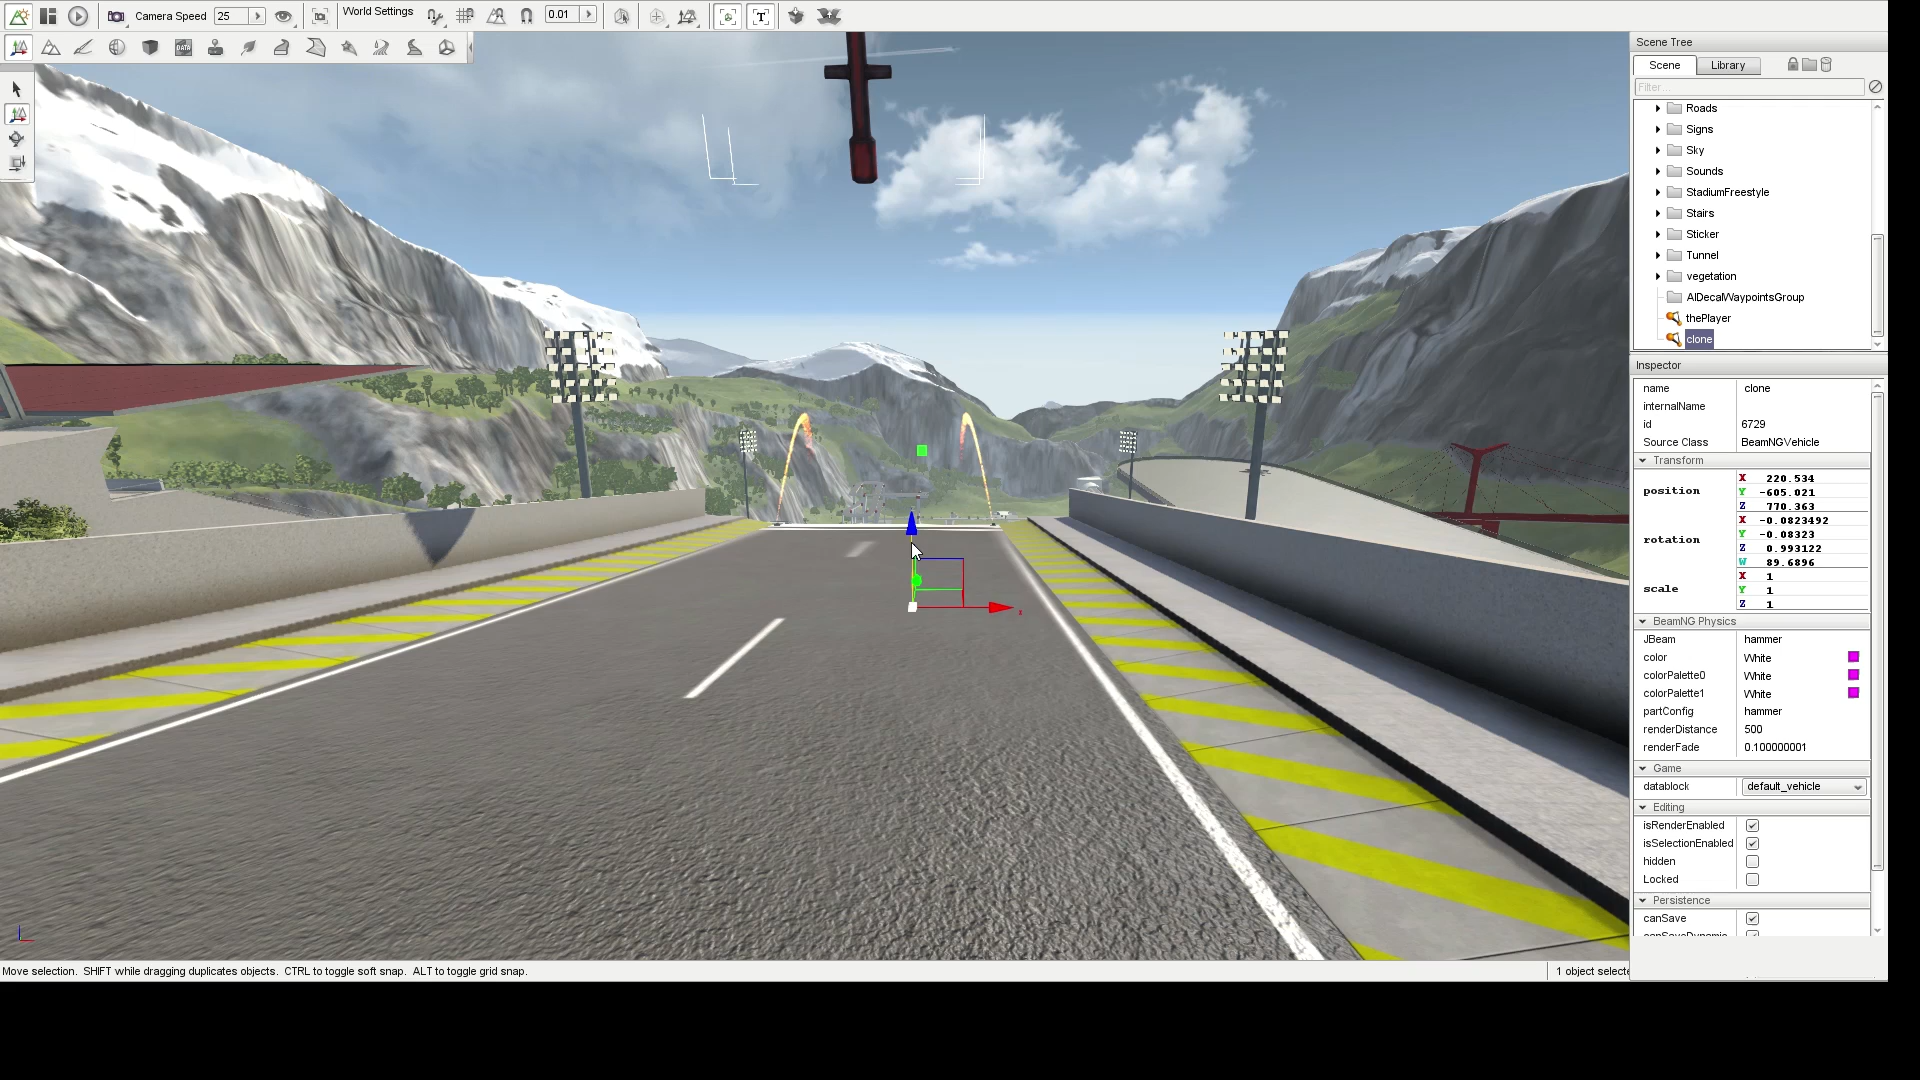 Camera Speed 25 World Settings 0.01
T
DATA
Scene Tree
Scene Library
Filter...
Roads
Signs
Sky
Sounds
StadiumFreestyle
Stairs
Sticker
Tunnel
vegetation
AIDecalWaypointsGroup
thePlayer
clone
Inspector
name clone
internalName
id 6729
Source Class BeamNGVehicle
Transform
position X 220.534
Y -605.021
Z 770.363
rotation X -0.0823492
Y -0.08323
Z 0.993122
W 89.6896
scale X 1
Y 1
Z 1
BeamNG Physics
JBeam hammer
color White
colorPalette0 White
colorPalette1 White
partConfig hammer
renderDistance 500
renderFade 0.100000001
Game
datablock default_vehicle
Editing
isRenderEnabled
isSelectionEnabled
hidden
Locked
Persistence
canSave
canSaveDynamic
x
Move selection. SHIFT while dragging duplicates objects. CTRL to toggle soft snap. ALT to toggle grid snap.
1 object selecte